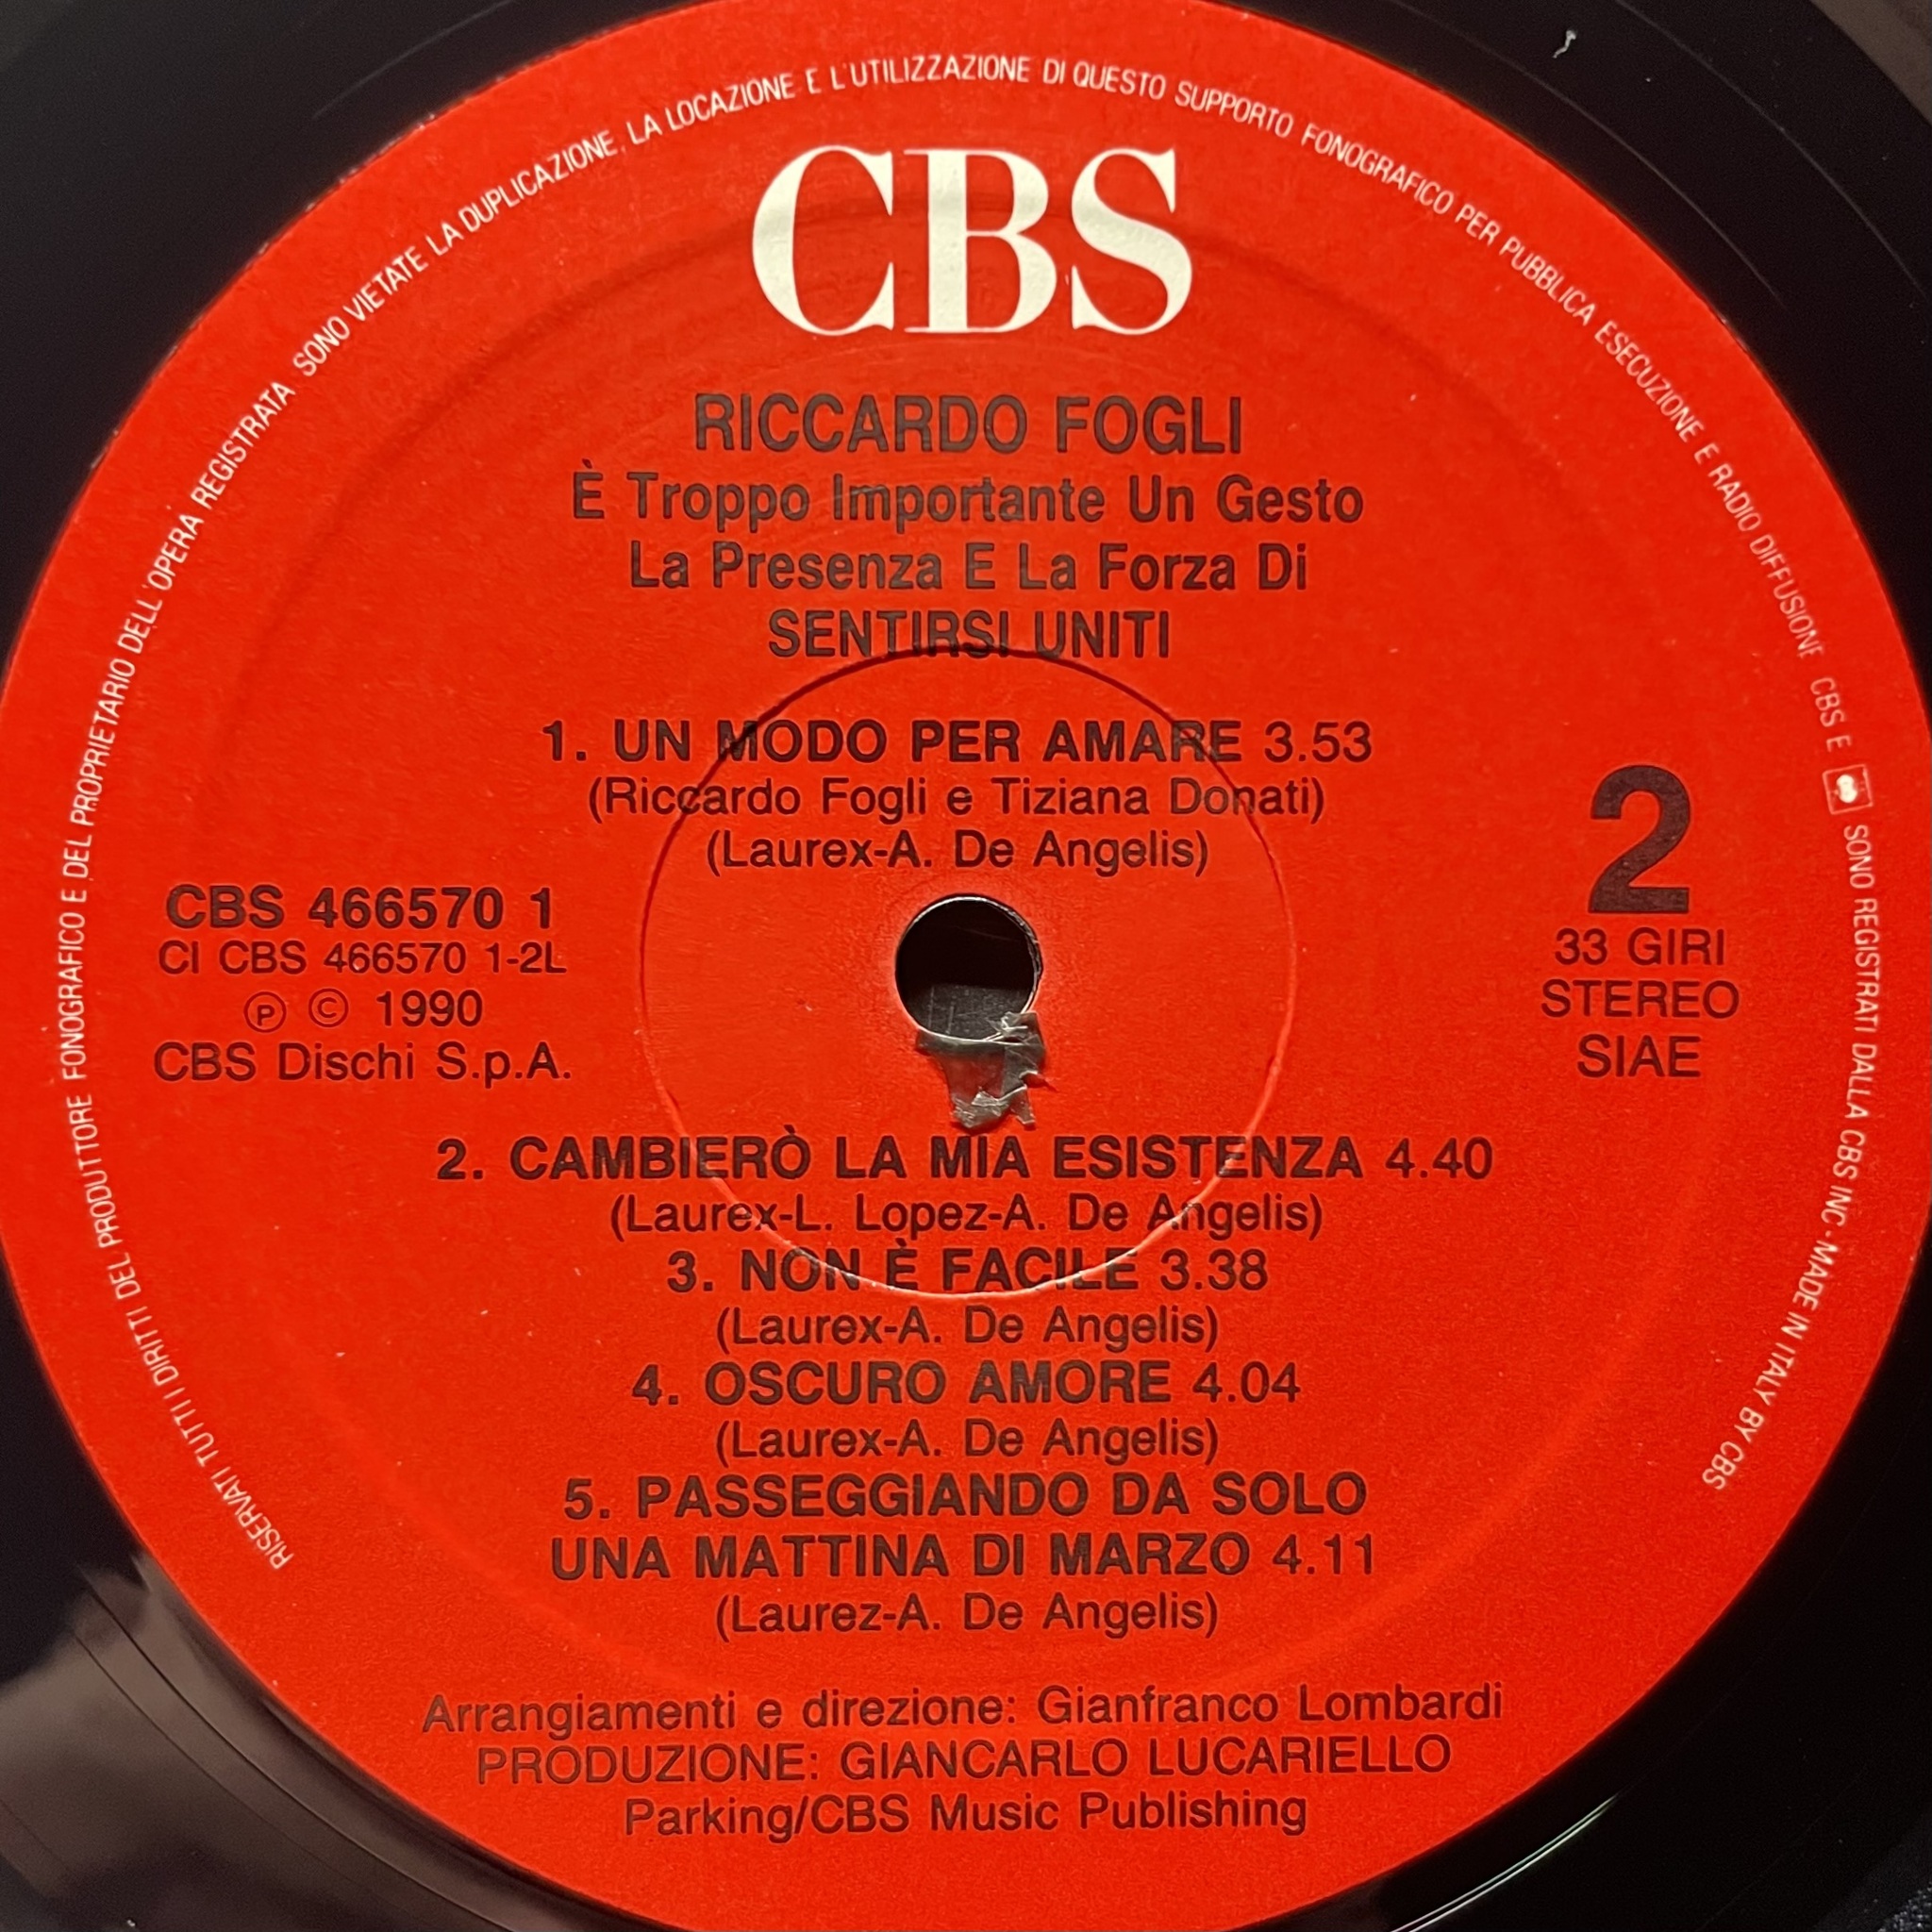 RISERVATI TUTTI I DIRITTI DEL PRODUTTORE FONOGRAFICO E DEL PROPRIETARIO DELL'OPERA REGISTRATA SONO VIETATE LA DUPLICAZIONE, LA LOCAZIONE E L'UTILIZZAZIONE DI QUESTO SUPPORTO FONOGRAFICO PER PUBBLICA ESECUZIONE E RADIO DIFFUSIONE CBS E SONO REGISTRATI DALLA CBS INC - MADE IN ITALY BY CBS
CBS
RICCARDO FOGLI
È Troppo Importante Un Gesto
La Presenza E La Forza Di
SENTIRSI UNITI
1. UN MODO PER AMARE 3.53
(Riccardo Fogli e Tiziana Donati)
(Laurex-A. De Angelis)
CBS 466570 1
CI CBS 466570 1-2L
Ⓟ © 1990
CBS Dischi S.p.A.
2
33 GIRI
STEREO
SIAE
2. CAMBIERÒ LA MIA ESISTENZA 4.40
(Laurex-L. Lopez-A. De Angelis)
3. NON È FACILE 3.38
(Laurex-A. De Angelis)
4. OSCURO AMORE 4.04
(Laurex-A. De Angelis)
5. PASSEGGIANDO DA SOLO
UNA MATTINA DI MARZO 4.11
(Laurez-A. De Angelis)
Arrangiamenti e direzione: Gianfranco Lombardi
PRODUZIONE: GIANCARLO LUCARIELLO
Parking/CBS Music Publishing